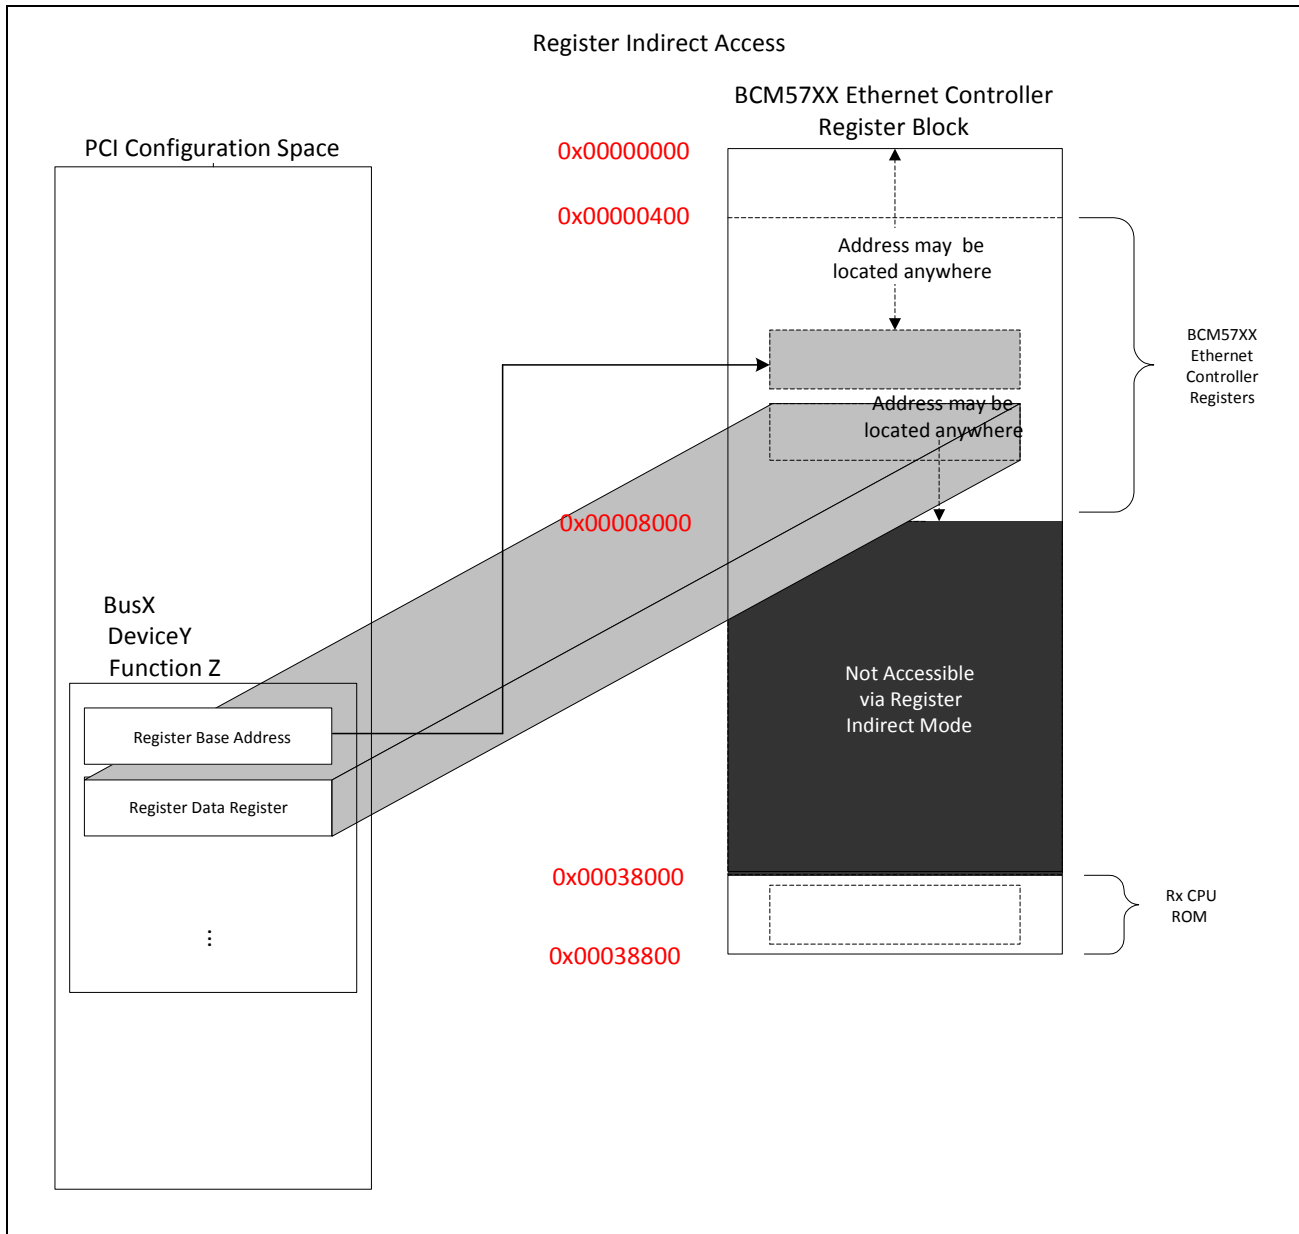 Register Indirect Access
BCM57XX Ethernet Controller
Register Block
PCI Configuration Space
0x00000000
0x00000400
Address may be
located anywhere
BCM57XX
Ethernet
Controller
Registers
Address may be
located anywhere
0x00008000
BusX
DeviceY
Function Z
Register Base Address
Register Data Register
...
Not Accessible
via Register
Indirect Mode
0x00038000
Rx CPU
ROM
0x00038800